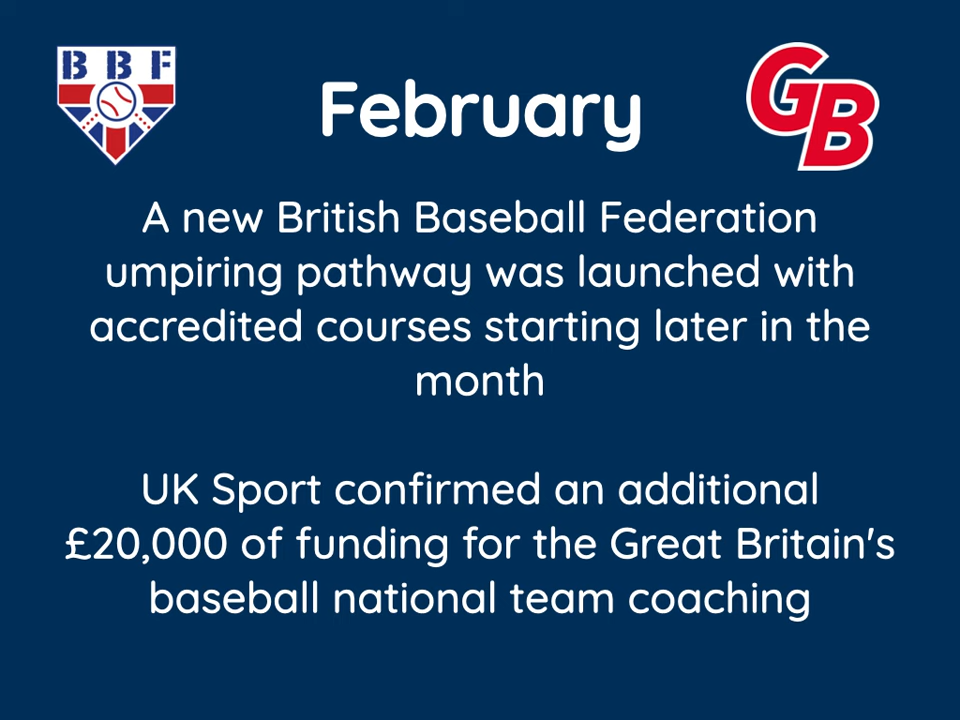 BBF
February
GB
A new British Baseball Federation
umpiring pathway was launched with
accredited courses starting later in the
month
UK Sport confirmed an additional
£20,000 of funding for the Great Britain's
baseball national team coaching